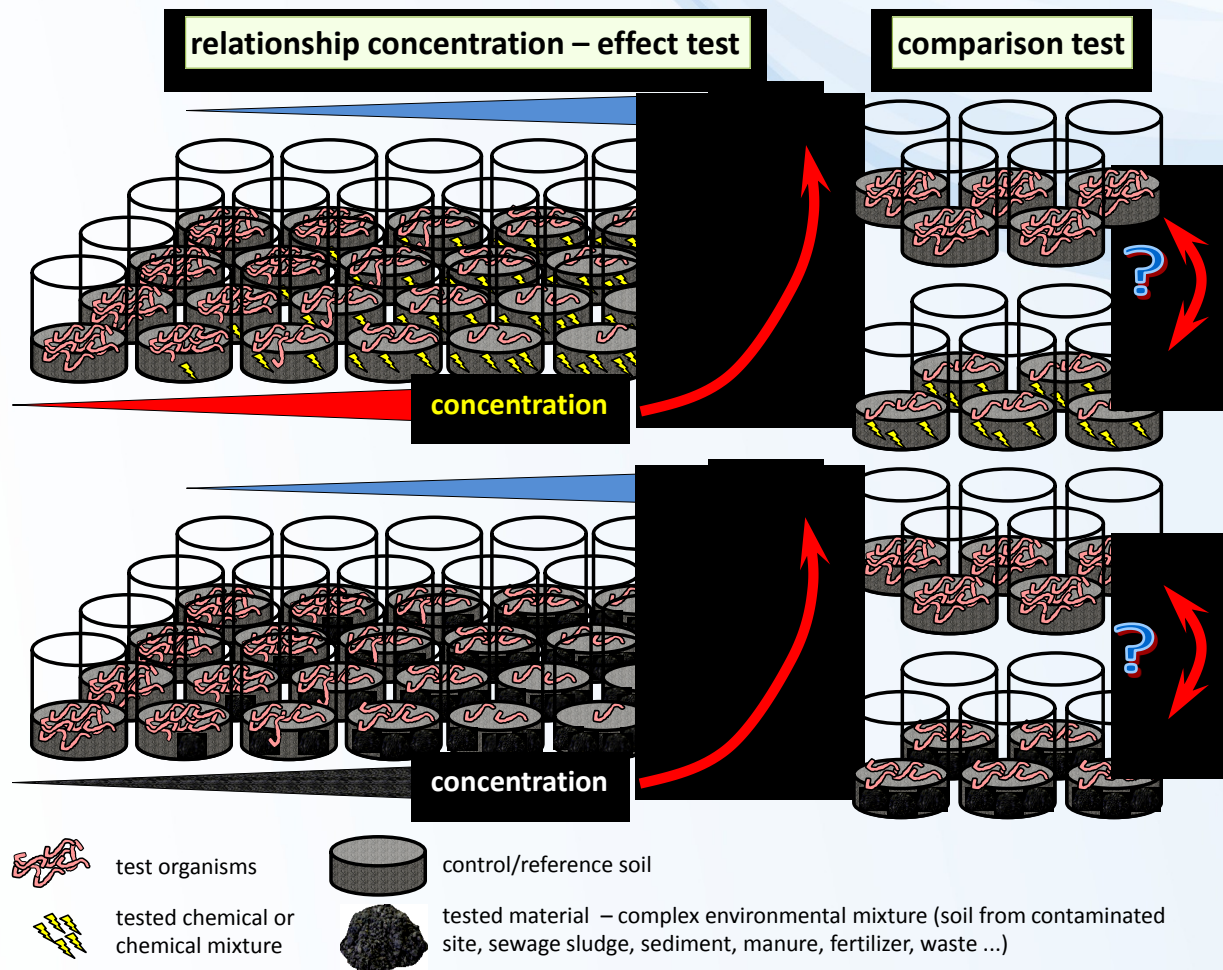 relationship concentration – effect test
comparison test
?
concentration
?
concentration
test organisms
control/reference soil
tested chemical or
chemical mixture
tested material – complex environmental mixture (soil from contaminated
site, sewage sludge, sediment, manure, fertilizer, waste ...)